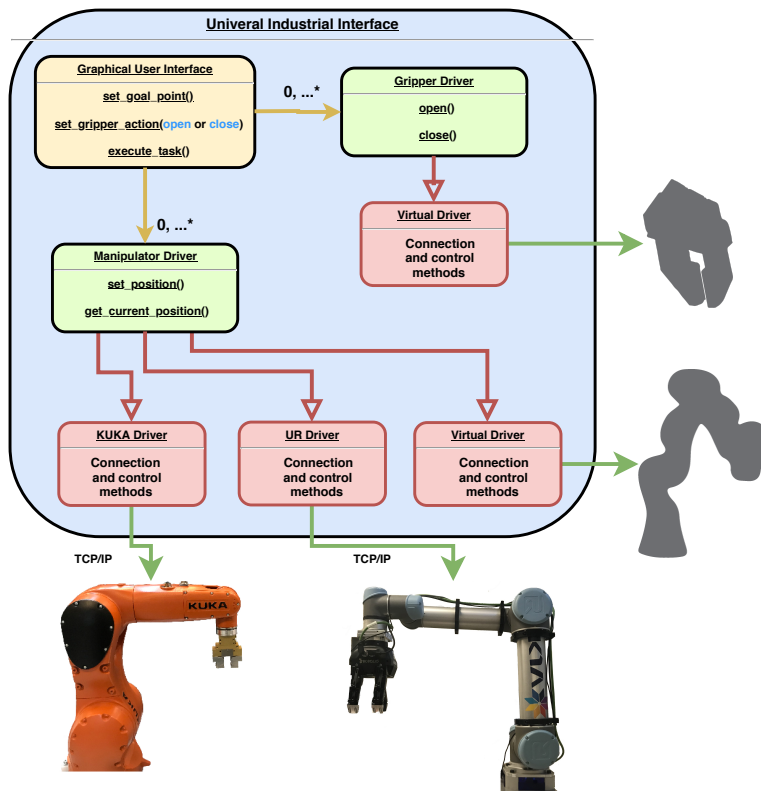 Univeral Industrial Interface
Graphical User Interface
set_goal_point()
set_gripper_action(open or close)
execute_task()
0, ...*
Gripper Driver
open()
close()
Virtual Driver
Connection
and control
methods
0, ...*
Manipulator Driver
set_position()
get_current_position()
KUKA Driver
Connection
and control
methods
UR Driver
Connection
and control
methods
Virtual Driver
Connection
and control
methods
TCP/IP
TCP/IP
KUKA